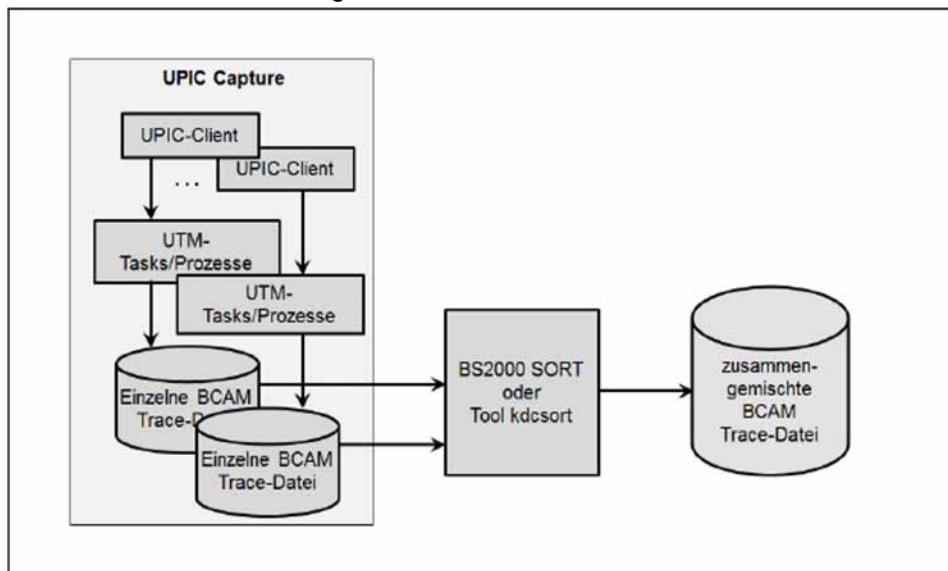 UPIC Capture
UPIC-Client
UPIC-Client
...
UTM-
Tasks/Prozesse
UTM-
Tasks/Prozesse
Einzelne BCAM
Trace-D
Einzelne BCAM
Trace-Datei
BS2000 SORT
oder
Tool kdcsort
zusammen-
gemischte
BCAM
Trace-Datei